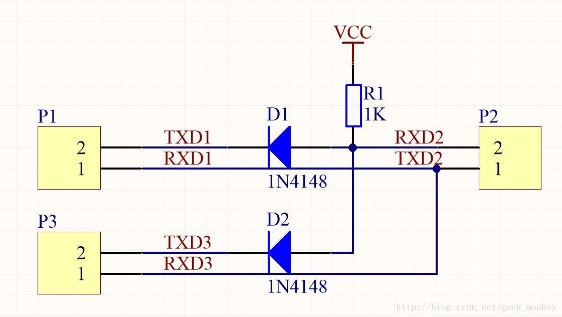 VCC
R1
1K
P1
D1
P2
2 TXD1 RXD2 2
1 RXD1 TXD2 1
1N4148
P3
D2
2 TXD3
1 RXD3
1N4148
http://blog.csdn.net/geek_monkey